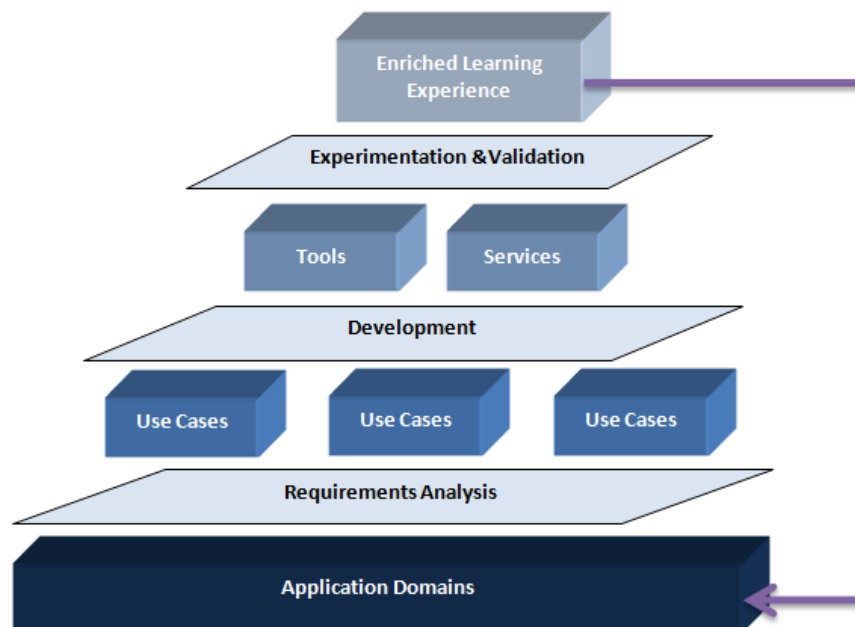 Enriched Learning
Experience
Experimentation &Validation
Tools
Services
Development
Use Cases
Use Cases
Use Cases
Requirements Analysis
Application Domains